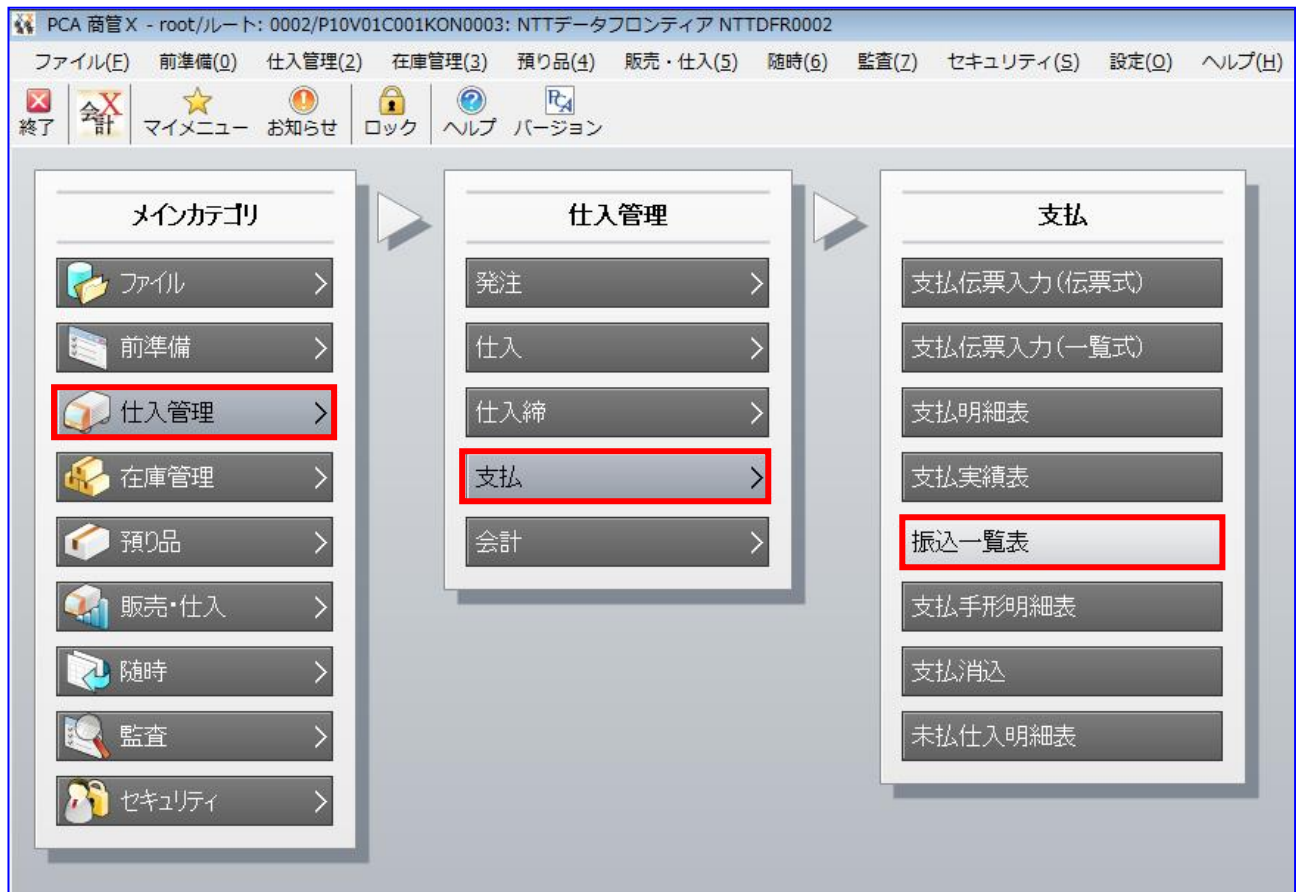 PCA 商管X - root/ルート: 0002/P10V01C001KON0003: NTTデータフロンティア NTTDFR0002
ファイル(F) 前準備(0) 仕入管理(2) 在庫管理(3) 預り品(4) 販売・仕入(5) 随時(6) 監査(7) セキュリティ(S) 設定(O) ヘルプ(H)
会計X PCA
終了 マイメニュー お知らせ ロック ヘルプ バージョン
メインカテゴリ
ファイル
前準備
仕入管理
在庫管理
預り品
販売・仕入
随時
監査
セキュリティ
仕入管理
発注
仕入
仕入締
支払
会計
支払
支払伝票入力(伝票式)
支払伝票入力(一覧式)
支払明細表
支払実績表
振込一覧表
支払手形明細表
支払消込
未払仕入明細表